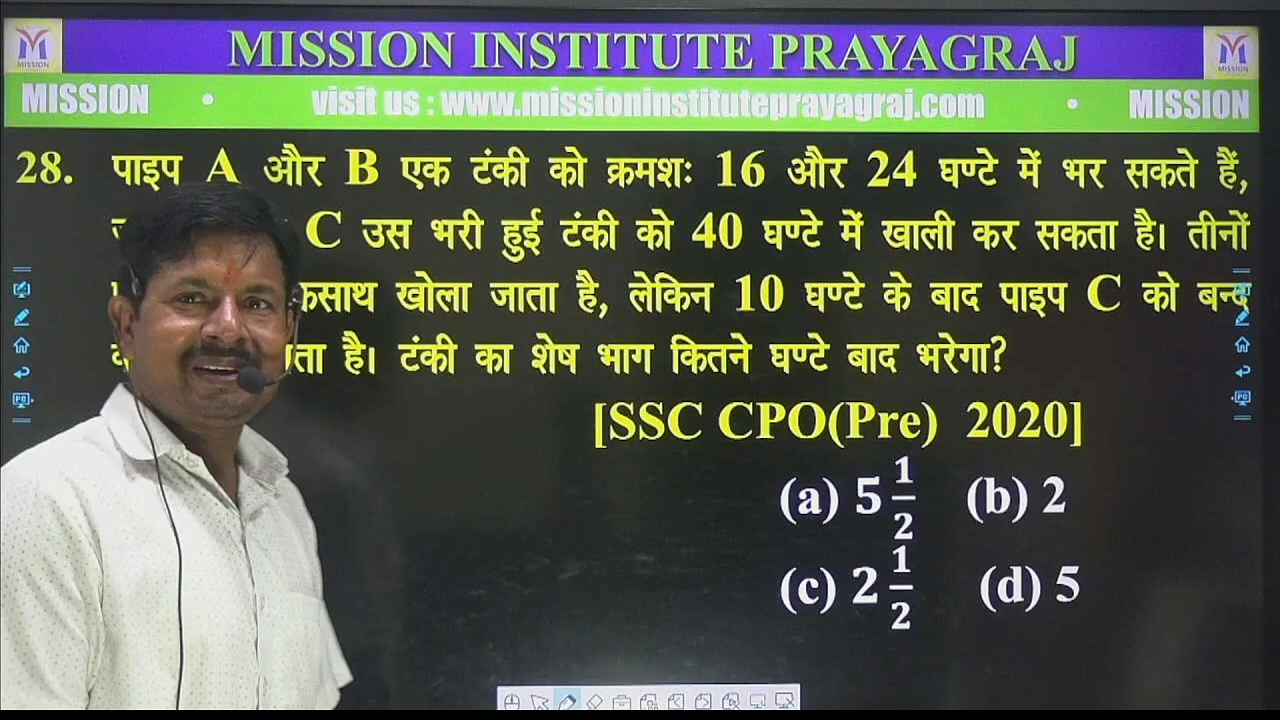 MISSION INSTITUTE PRAYAGRAJ
MISSION MISSION
MISSION • visit us : www.missioninstituteprayagraj.com • MISSION
28. पाइप A और B एक टंकी को क्रमशः 16 और 24 घण्टे में भर सकते हैं,
C उस भरी हुई टंकी को 40 घण्टे में खाली कर सकता है। तीनों
कसाथ खोला जाता है, लेकिन 10 घण्टे के बाद पाइप C को बन्द
ता है। टंकी का शेष भाग कितने घण्टे बाद भरेगा?
[SSC CPO(Pre) 2020]
(a) 5 1/2 (b) 2
(c) 2 1/2 (d) 5